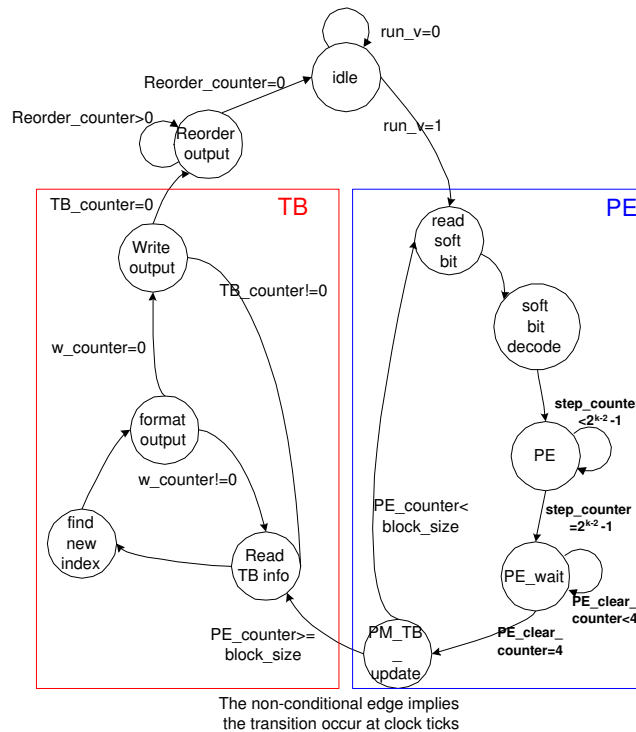 run_v=0
idle
Reorder_counter=0
Reorder_counter>0
run_v=1
Reorder
output
TB_counter=0
TB
PE
read
soft
bit
Write
output
TB_counter!=0
soft
bit
decode
w_counter=0
step_counter
<2^k-2 -1
format
output
PE
w_counter!=0
PE_counter<
block_size
step_counter
=2^k-2 -1
find
new
index
Read
TB info
PE_wait
PE_clear_
counter<4
PE_counter>=
block_size
PM_TB
_
update
PE_clear_
counter=4
The non-conditional edge implies
the transition occur at clock ticks